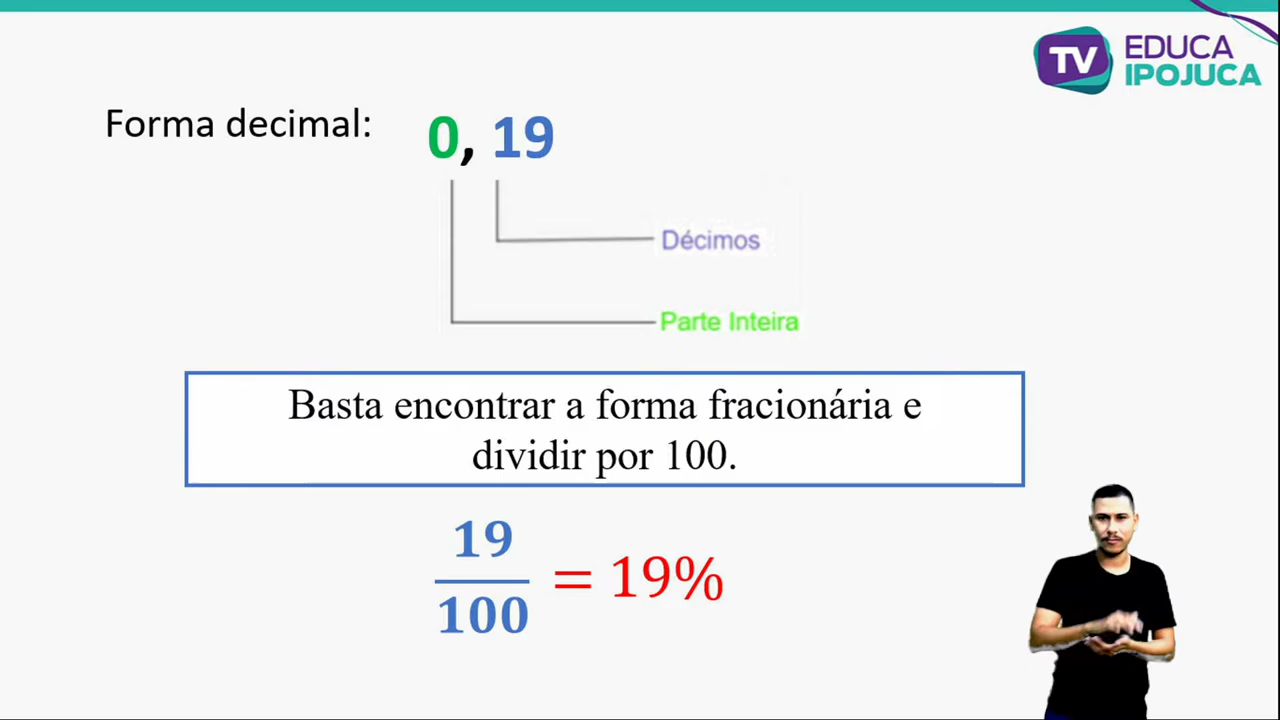 TV EDUCA
IPOJUCA
Forma decimal: 0, 19
Décimos
Parte Inteira
Basta encontrar a forma fracionária e
dividir por 100.
19
100
= 19%